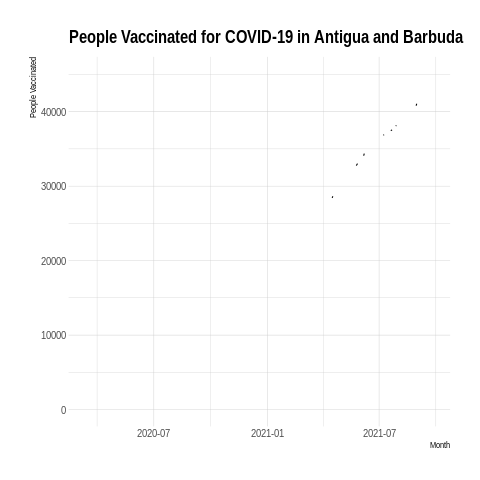 People Vaccinated for COVID-19 in Antigua and Barbuda
People Vaccinated
40000
30000
20000
10000
0
2020-07 2021-01 2021-07
Month